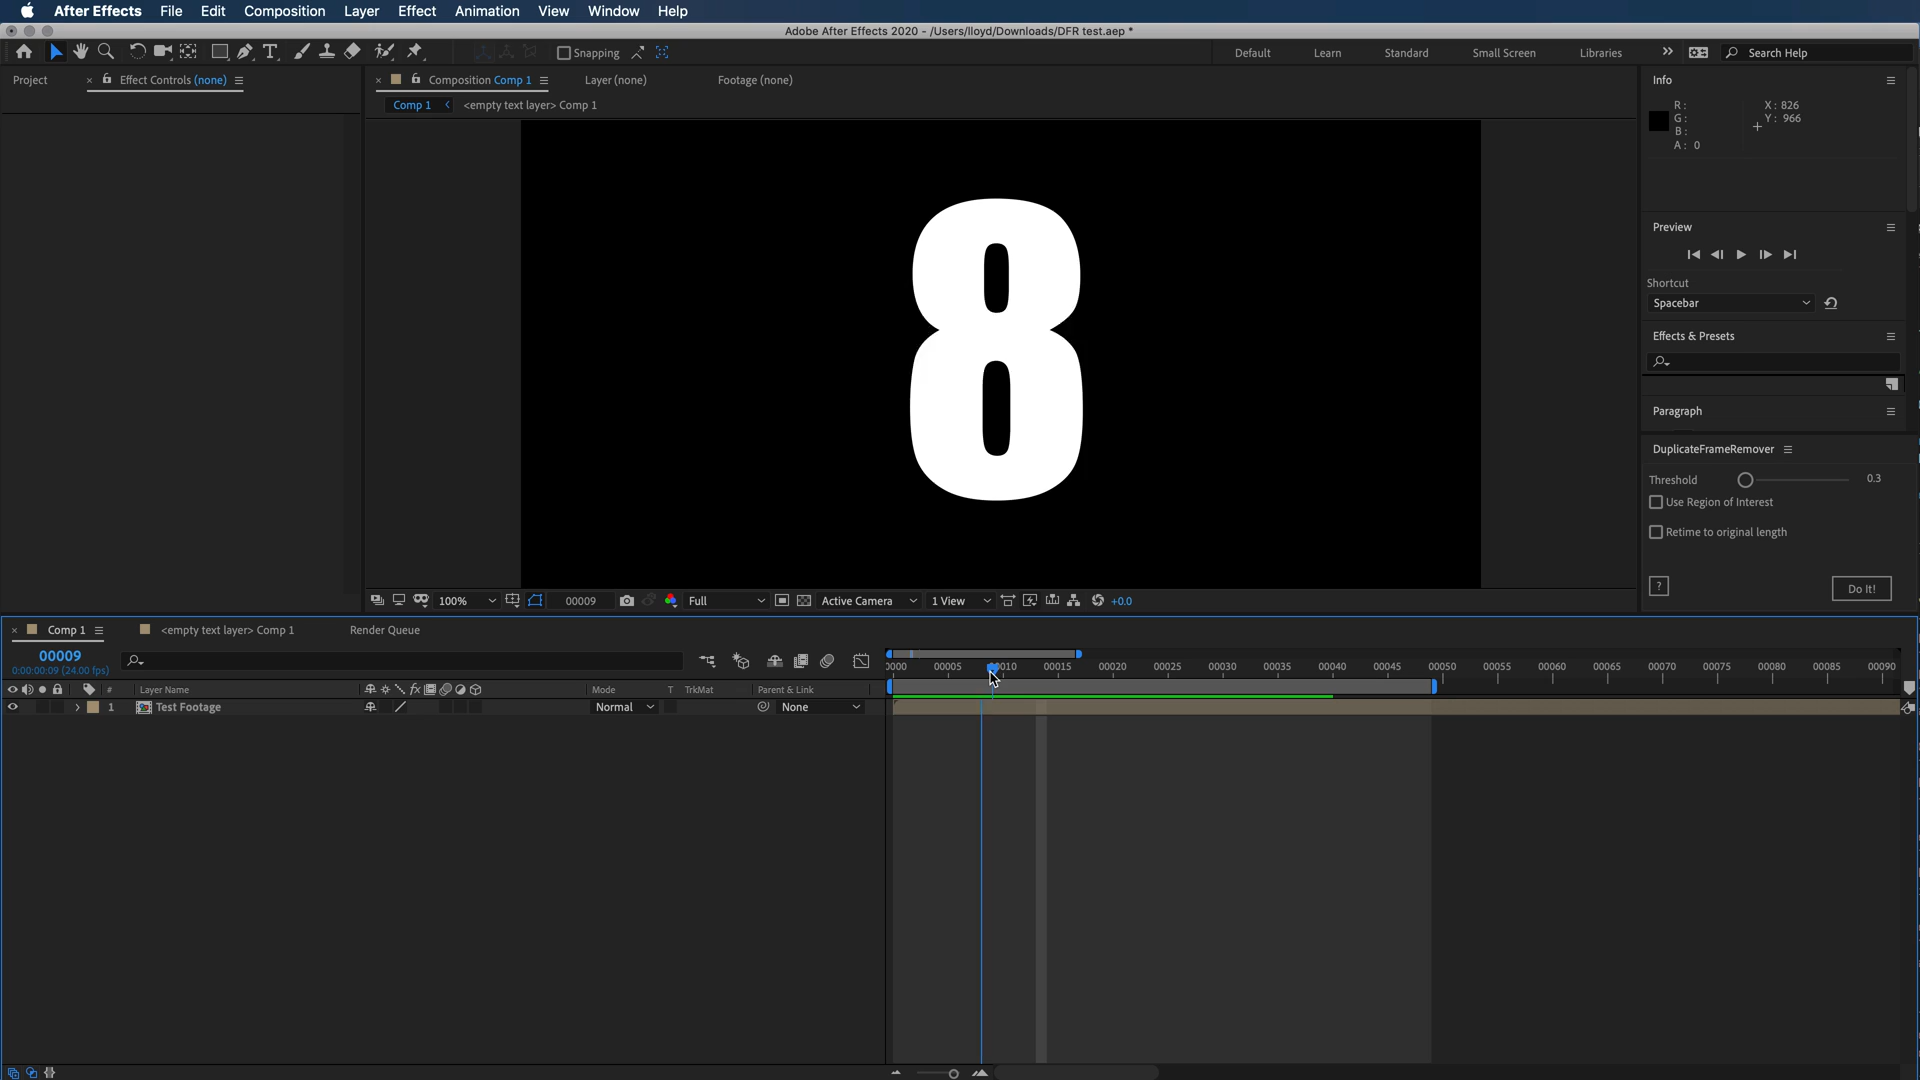 After Effects File Edit Composition Layer Effect Animation View Window Help
Adobe After Effects 2020 - /Users/lloyd/Downloads/DFR test.aep *
Snapping Default Learn Standard Small Screen Libraries Search Help
Project Effect Controls (none) Composition Comp 1 Layer (none) Footage (none)
Comp 1 <empty text layer> Comp 1
8
Info
R: X: 826
G: Y: 966
B:
A: 0
Preview
Shortcut
Spacebar
Effects & Presets
Paragraph
DuplicateFrameRemover
Threshold 0.3
Use Region of Interest
Retime to original length
? Do It!
100% 00009 Full Active Camera 1 View +0.0
Comp 1 <empty text layer> Comp 1 Render Queue
00009
0:00:00:09 (24.00 fps)
0000 00005 00010 00015 00020 00025 00030 00035 00040 00045 00050 00055 00060 00065 00070 00075 00080 00085 00090
# Layer Name fx Mode T TrkMat Parent & Link
1 Test Footage Normal None